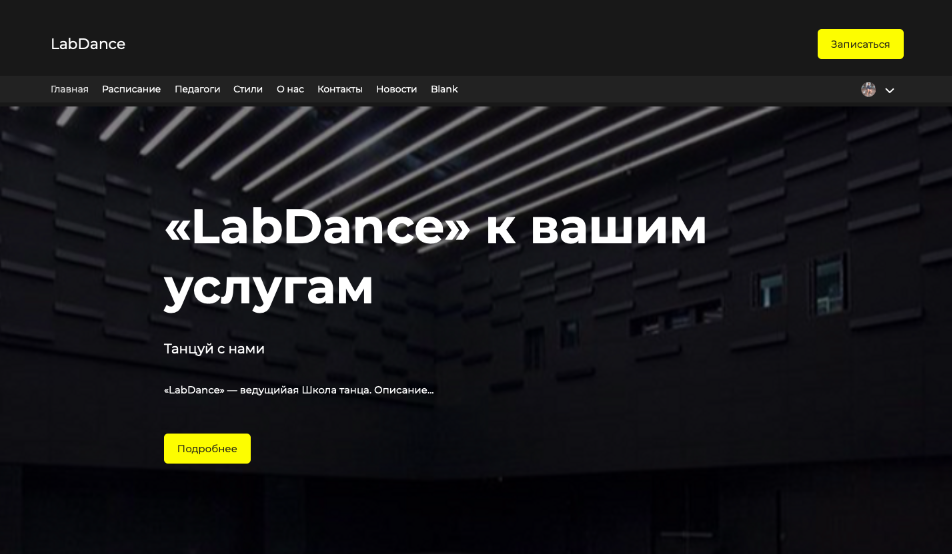 LabDance
Записаться
Главная Расписание Педагоги Стили О нас Контакты Новости Blank
«LabDance» к вашим
услугам
Танцуй с нами
«LabDance» — ведущийая Школа танца. Описание...
Подробнее